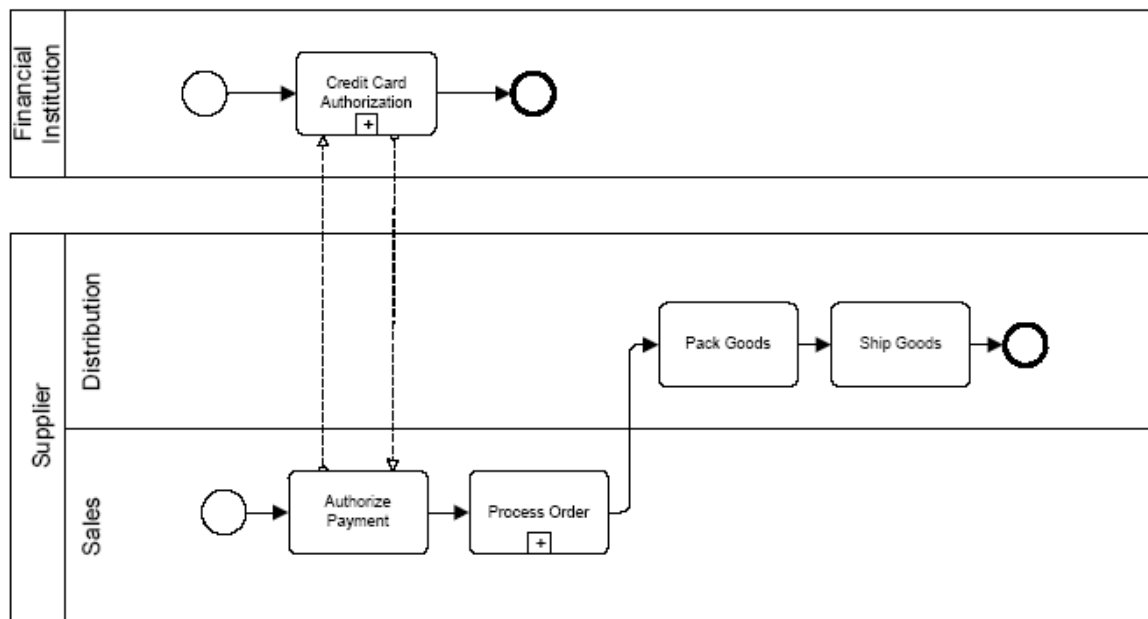 Financial
Institution
Credit Card
Authorization
+
Supplier
Distribution
Pack Goods
Ship Goods
Sales
Authorize
Payment
Process Order
+